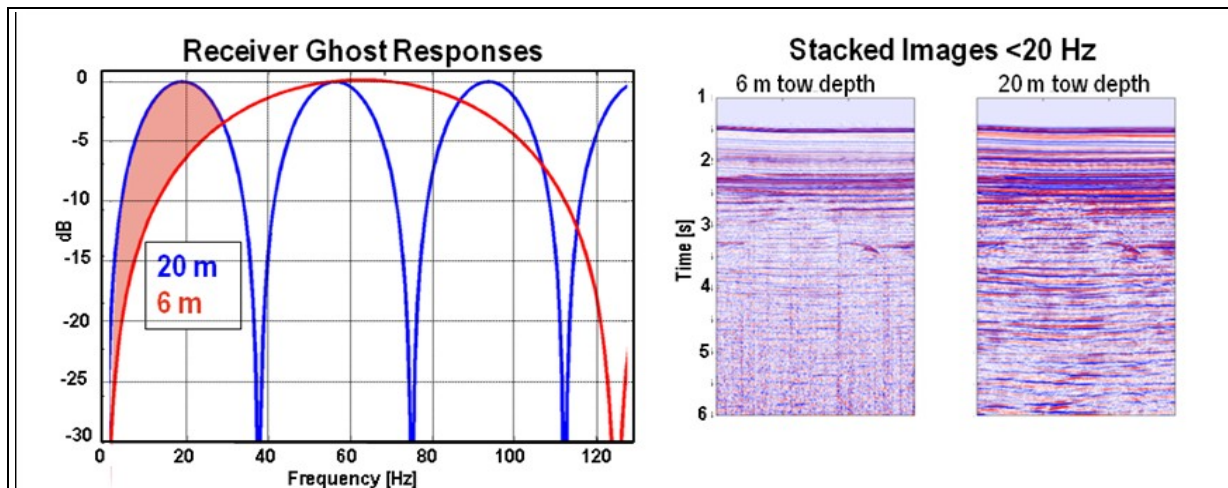 Receiver Ghost Responses
0
-5
-10
-15
-20
-25
-30
dB
20 m
6 m
0 20 40 60 80 100 120
Frequency [Hz]
Stacked Images <20 Hz
6 m tow depth
20 m tow depth
1
2
3
4
5
6
Time [s]